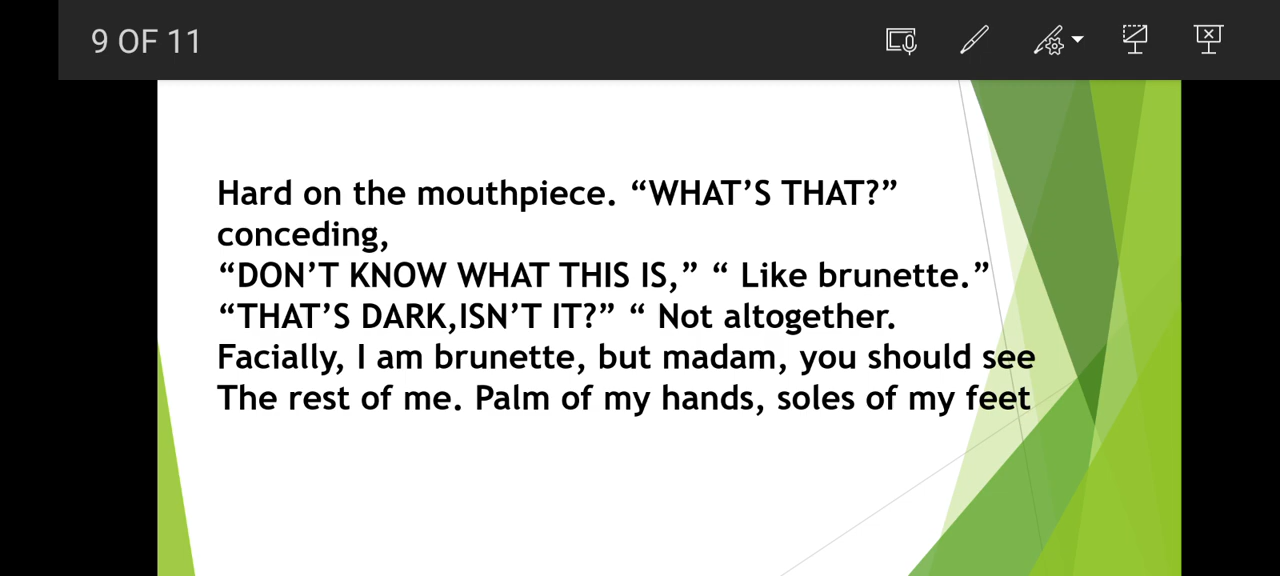 9 OF 11
Hard on the mouthpiece. “WHAT’S THAT?”
conceding,
“DON’T KNOW WHAT THIS IS,” “ Like brunette.”
“THAT’S DARK,ISN’T IT?” “ Not altogether.
Facially, I am brunette, but madam, you should see
The rest of me. Palm of my hands, soles of my feet